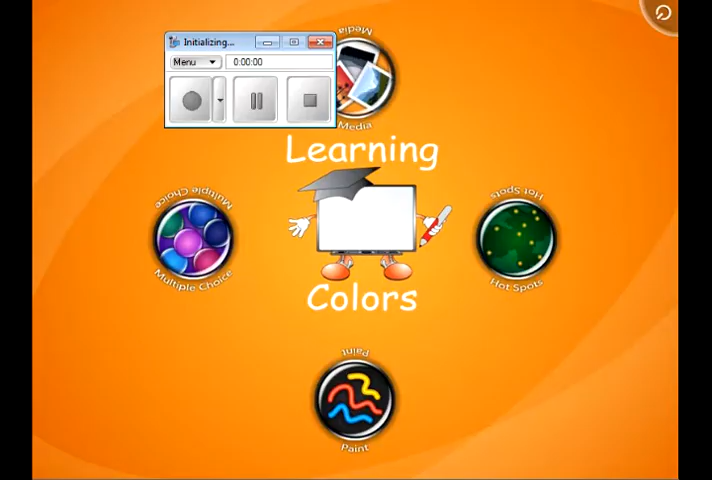 Media
Initializing...
Menu
0:00:00
Media
Learning
Multiple Choice
Hot Spots
Multiple Choice
Hot Spots
Colors
Paint
Paint